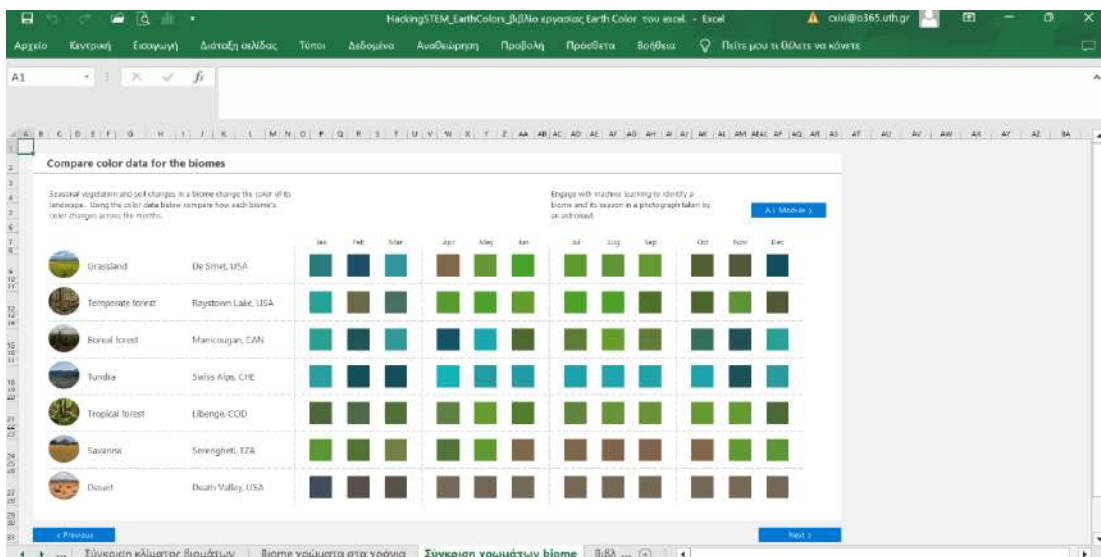 HackingSTEM_EarthColors_βιβλίο εργασίας Earth Color του excel. - Excel
cxixi@o365.uth.gr
Αρχείο Κεντρική Εισαγωγή Διάταξη σελίδας Τύποι Δεδομένα Αναθεώρηση Προβολή Πρόσθετα Βοήθεια Πείτε μου τι θέλετε να κάνετε
A1
fx
Compare color data for the biomes
Seasonal vegetation and soil changes in a biome change the color of its
landscape. Using the color data below compare how each biome's
color changes across the months.
Engage with machine learning to identify a
biome and its season in a photograph taken by
an astronaut.
A.I. Module >
Jan Feb Mar Apr May Jun Jul Aug Sep Oct Nov Dec
Grassland De Smet, USA
Temperate forest Raystown Lake, USA
Boreal forest Manicougan, CAN
Tundra Swiss Alps, CHE
Tropical forest Libenge, COD
Savanna Serengheti, TZA
Desert Death Valley, USA
< Previous
Next >
... Σύγκριση κλίματος βιομάτων Biome χρώματα στα χρόνια Σύγκριση χρωμάτων biome Βιβλ ...